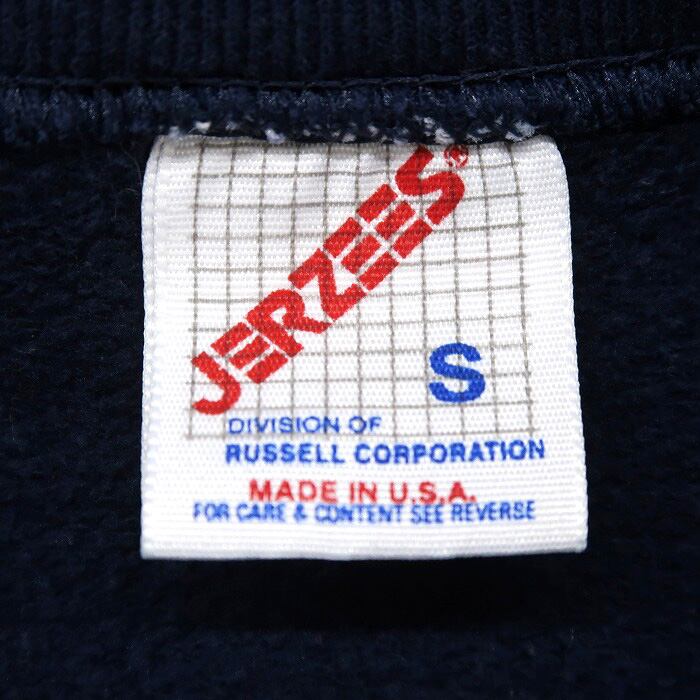 JERZEES®
S
DIVISION OF
RUSSELL CORPORATION
MADE IN U.S.A.
FOR CARE & CONTENT SEE REVERSE